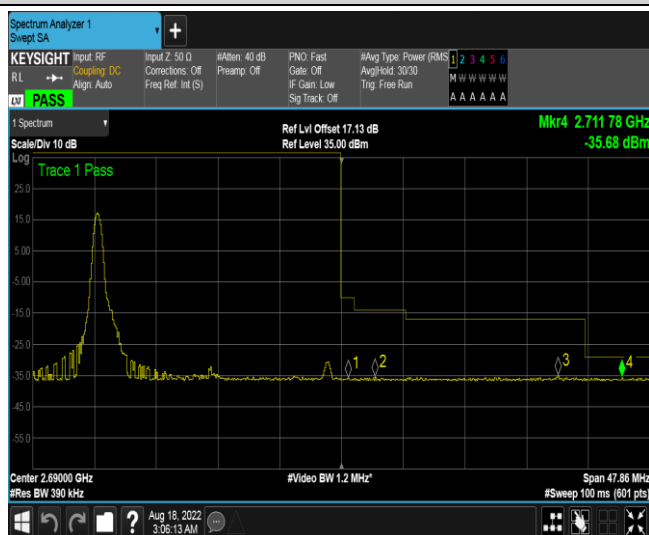 Spectrum Analyzer 1
Swept SA
+
KEYSIGHT Input: RF Input Z: 50 Ω #Atten: 40 dB PNO: Fast #Avg Type: Power (RMS 1 2 3 4 5 6
RL Coupling: DC Corrections: Off Preamp: Off Gate: Off Avg|Hold: 30/30 M W W W W W
Align: Auto Freq Ref: Int (S) IF Gain: Low Trig: Free Run
Sig Track: Off A A A A A A
LXI PASS
1 Spectrum Ref Lvl Offset 17.13 dB Mkr4 2.711 78 GHz
Scale/Div 10 dB Ref Level 35.00 dBm -35.68 dBm
Log
Trace 1 Pass
25.0
15.0
5.00
-5.00
-15.0
-25.0
-35.0
1 2 3 4
-45.0
-55.0
Center 2.69000 GHz #Video BW 1.2 MHz* Span 47.86 MHz
#Res BW 390 kHz #Sweep 100 ms (601 pts)
? Aug 18, 2022
3:06:13 AM